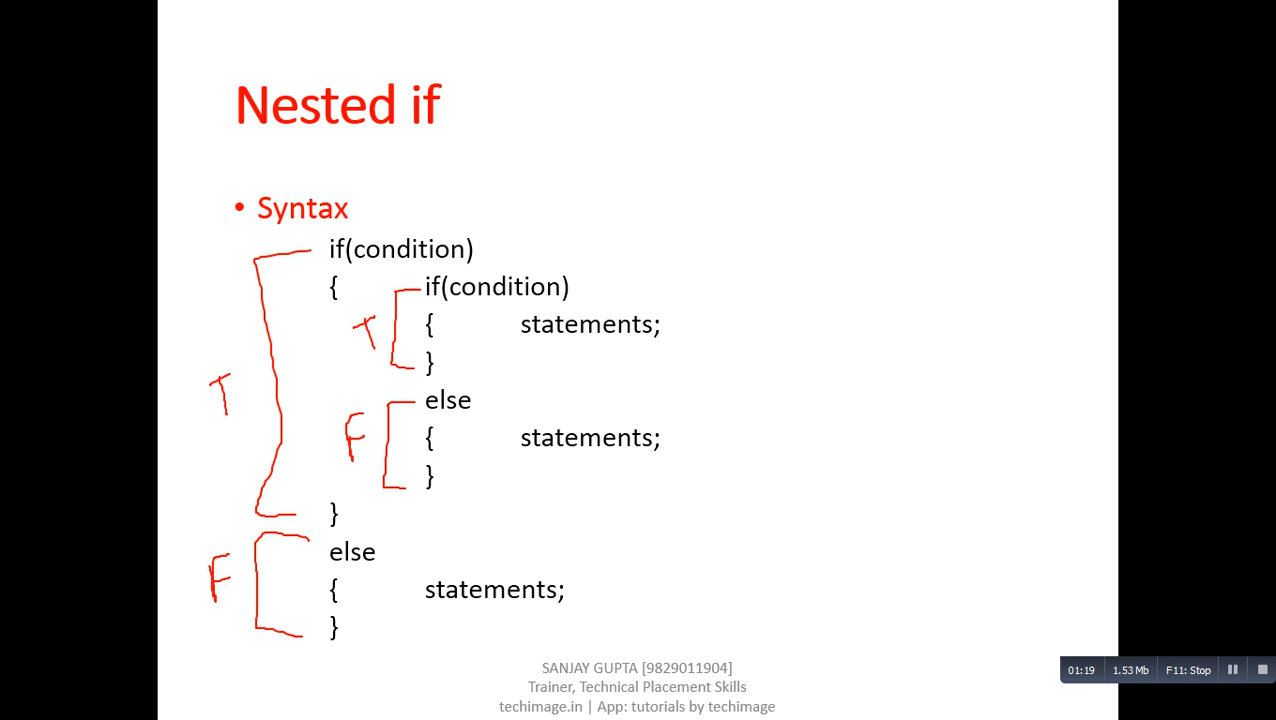 Nested if
• Syntax
if(condition)
{ if(condition)
T { statements;
}
T else
F { statements;
}
}
else
F { statements;
}
SANJAY GUPTA [9829011904]
Trainer, Technical Placement Skills
techimage.in | App: tutorials by techimage
01:19 1.53 Mb F11: Stop